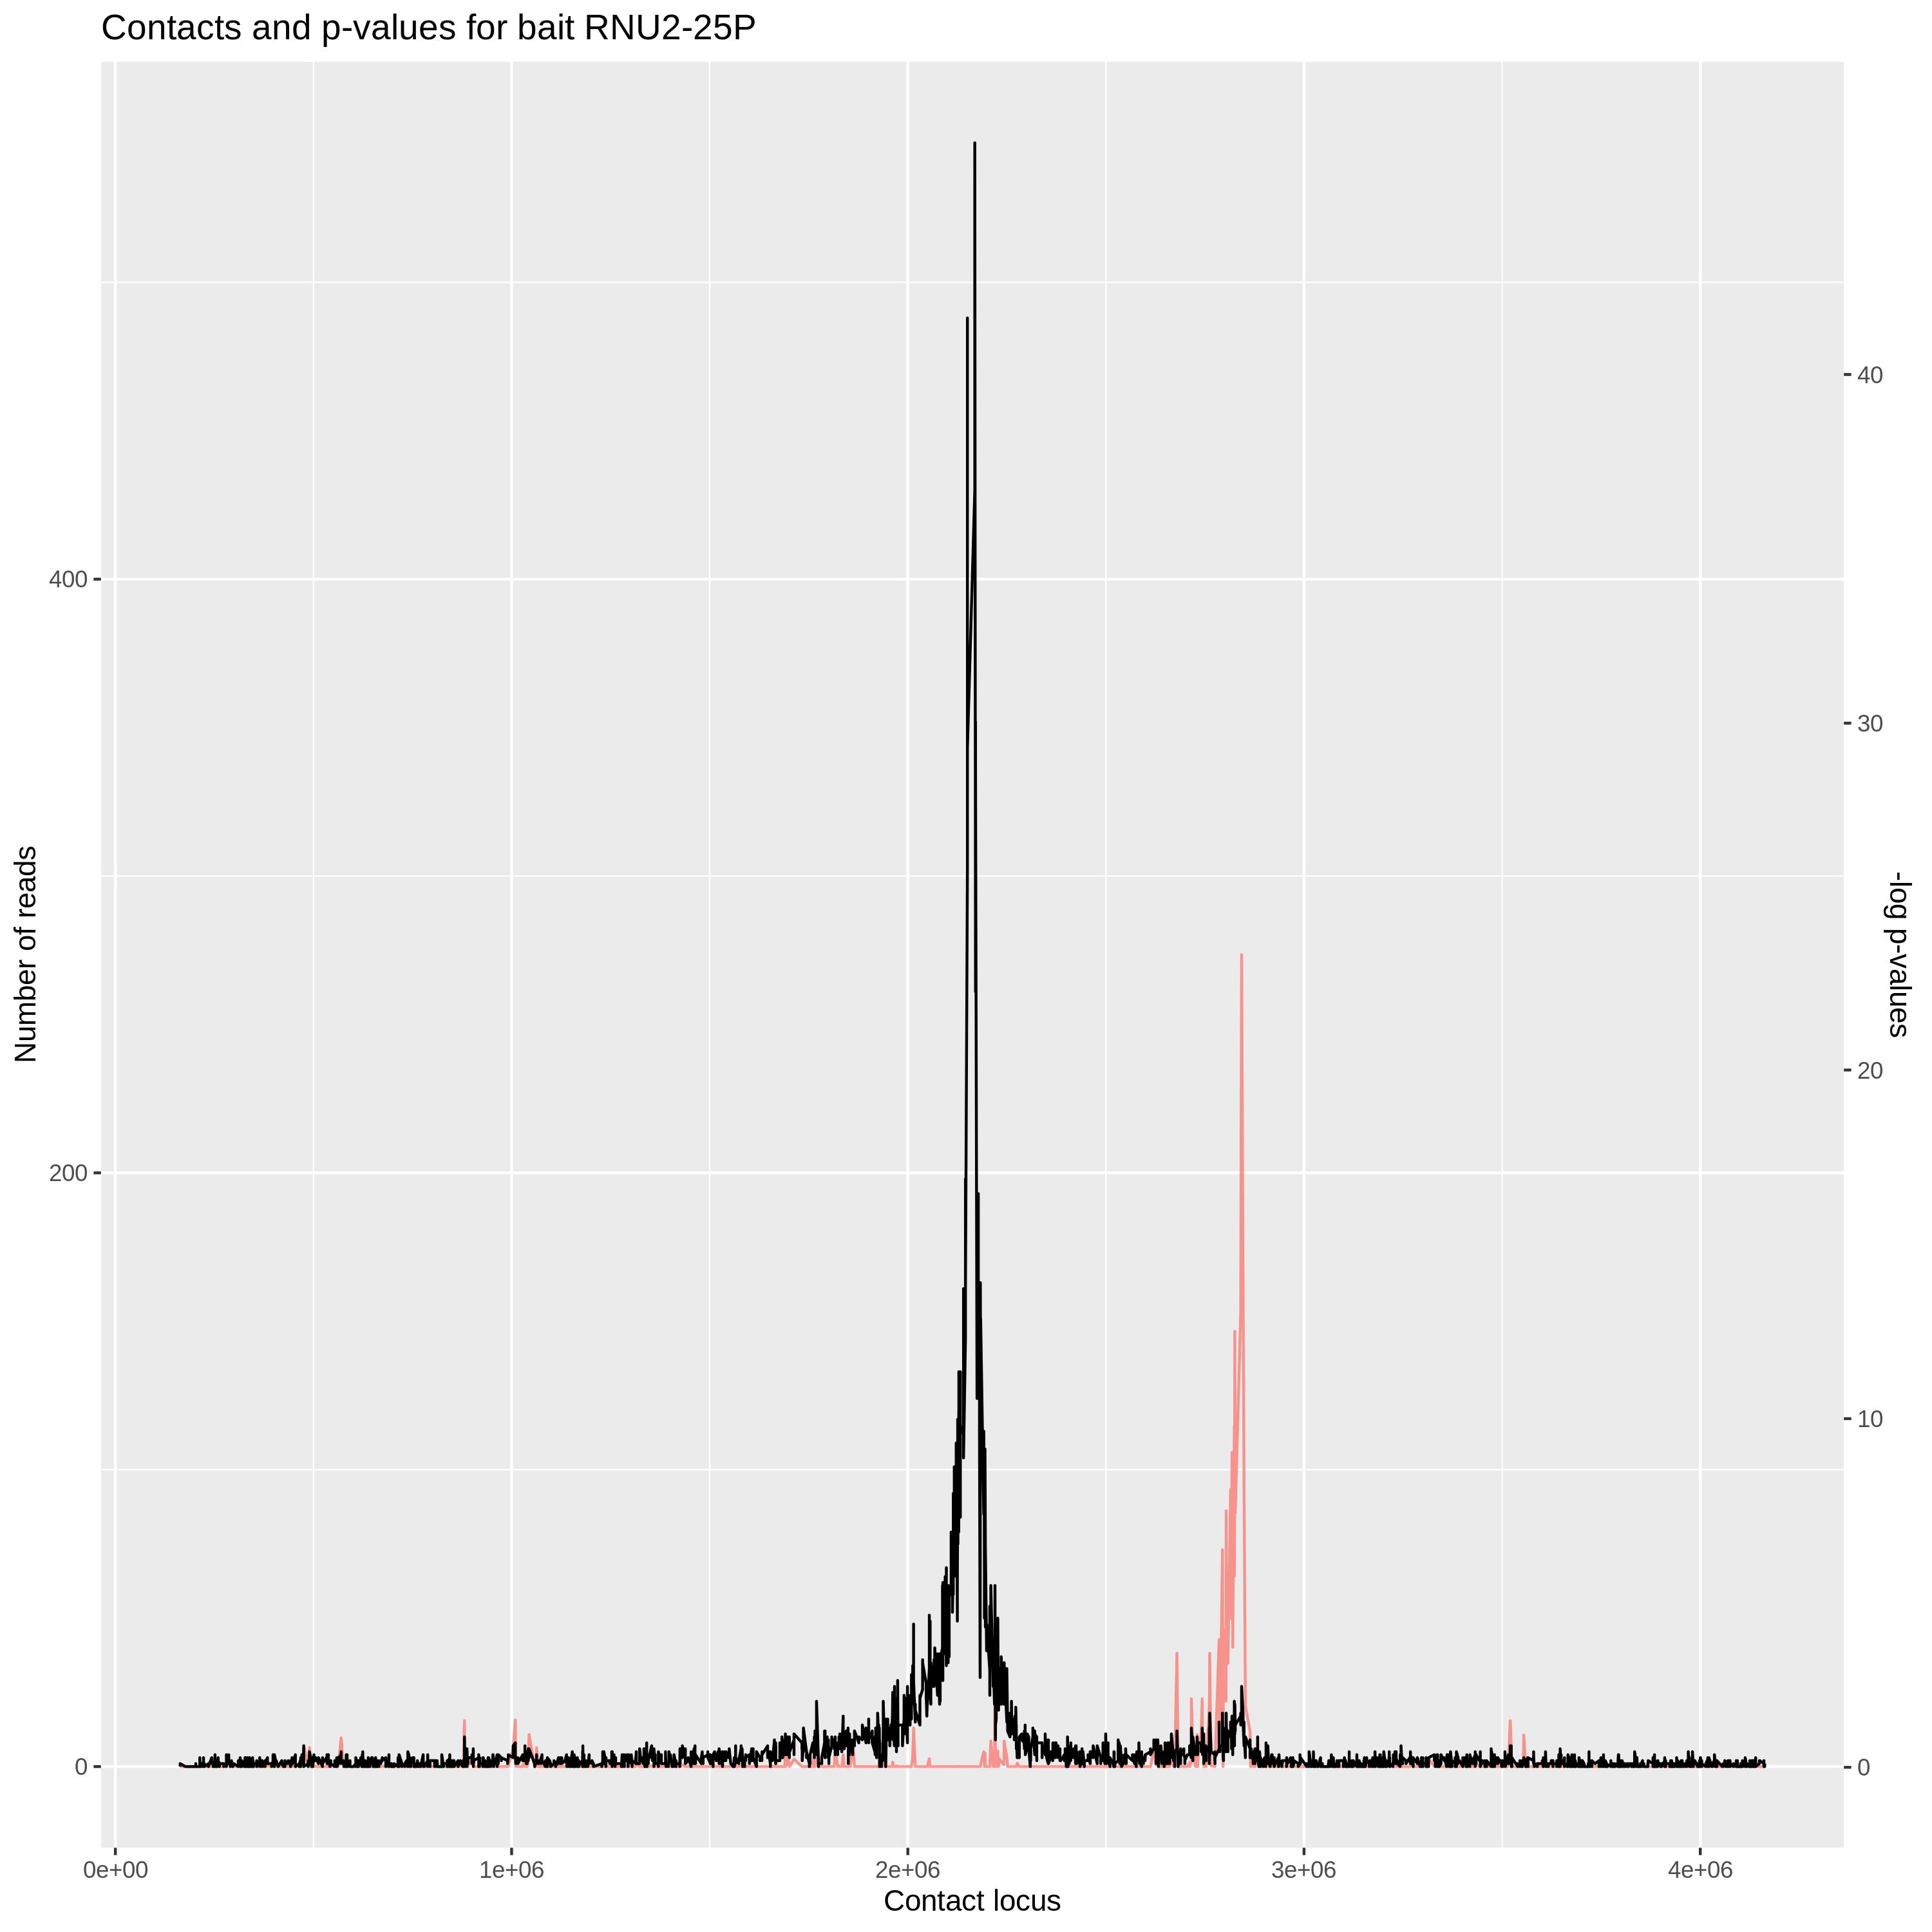 Contacts and p-values for bait RNU2-25P
400
200
0
Number of reads
40
30
20
10
0
-log p-values
0e+00 1e+06 2e+06 3e+06 4e+06
Contact locus